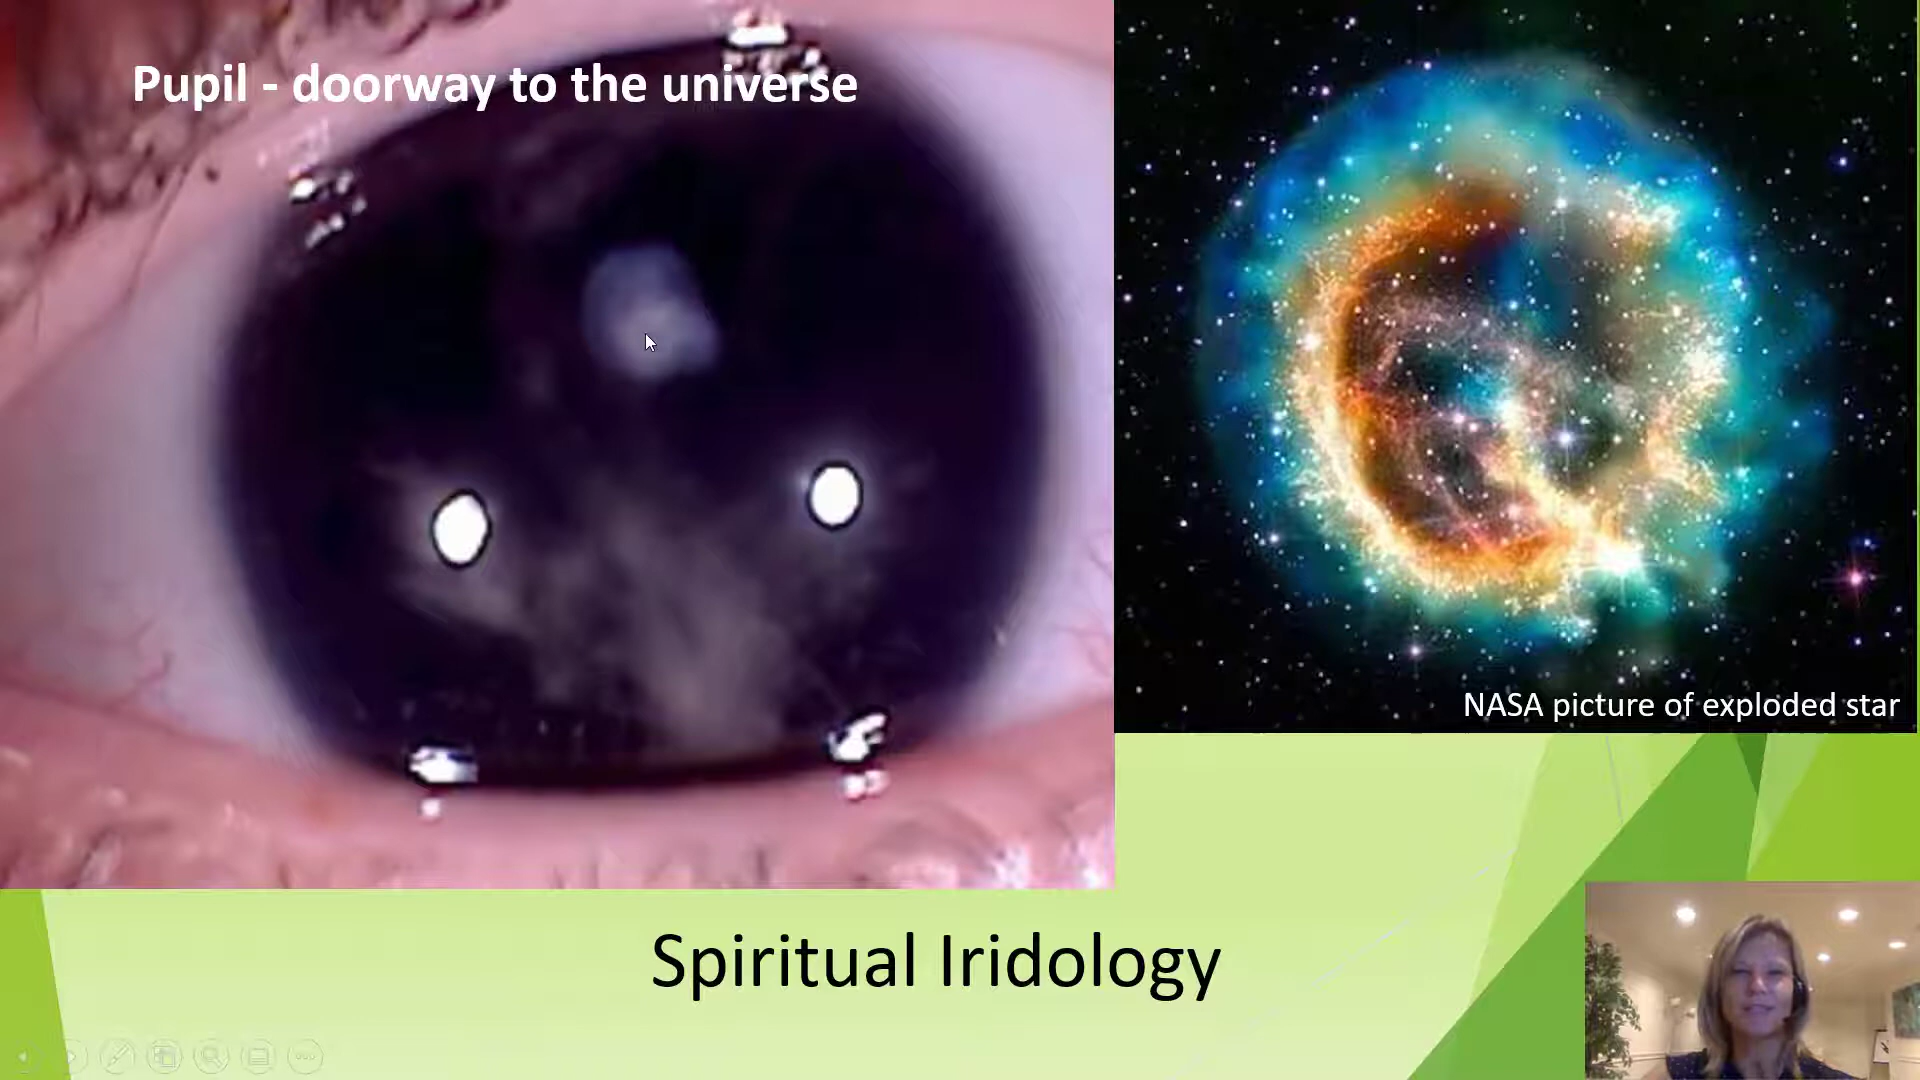 Pupil - doorway to the universe
NASA picture of exploded star
Spiritual Iridology